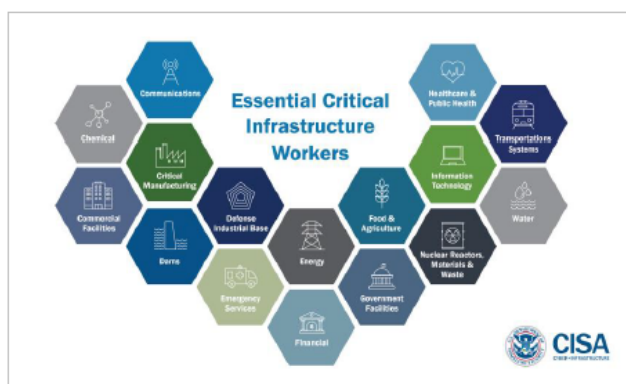 Essential Critical
Infrastructure
Workers
Communications
Healthcare &
Public Health
Chemical
Transportations
Systems
Critical
Manufacturing
Information
Technology
Commercial
Facilities
Defense
Industrial Base
Food &
Agriculture
Water
Dams
Energy
Nuclear Reactors,
Materials &
Waste
Emergency
Services
Government
Facilities
Financial
CISA